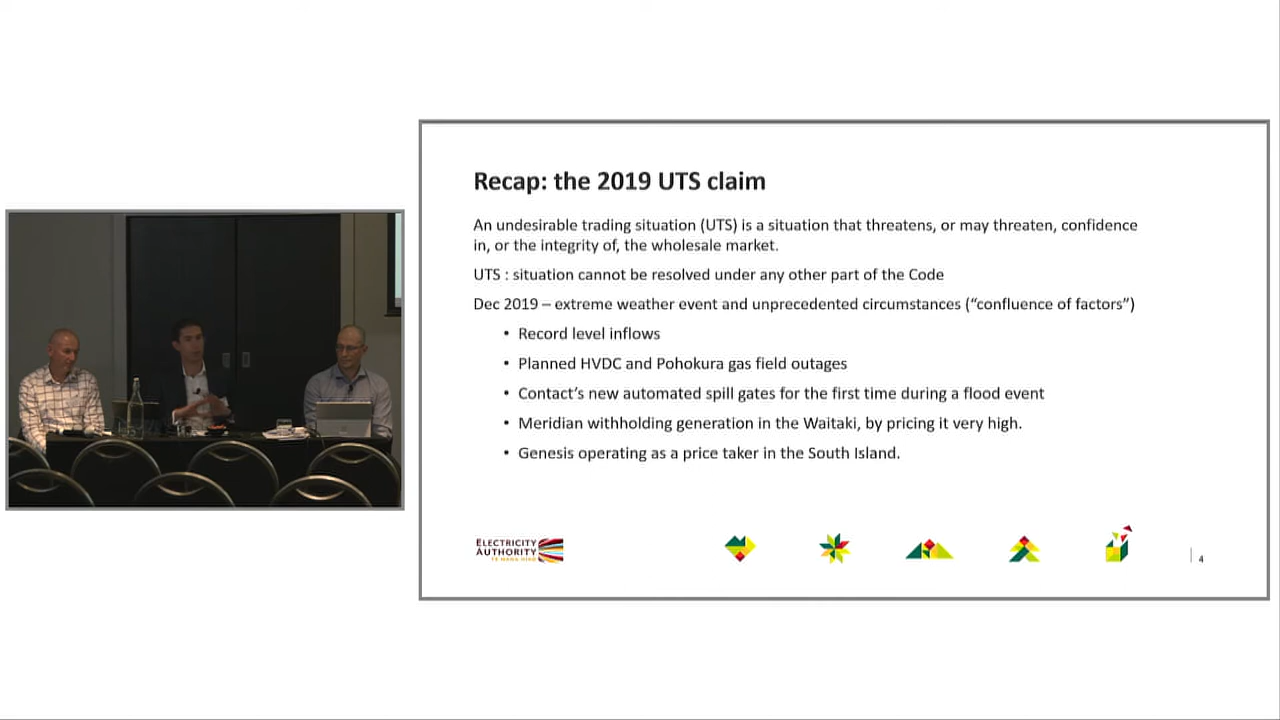 Recap: the 2019 UTS claim
An undesirable trading situation (UTS) is a situation that threatens, or may threaten, confidence
in, or the integrity of, the wholesale market.
UTS : situation cannot be resolved under any other part of the Code
Dec 2019 – extreme weather event and unprecedented circumstances (“confluence of factors”)
• Record level inflows
• Planned HVDC and Pohokura gas field outages
• Contact’s new automated spill gates for the first time during a flood event
• Meridian withholding generation in the Waitaki, by pricing it very high.
• Genesis operating as a price taker in the South Island.
ELECTRICITY
AUTHORITY
TE MANA HIKO
4